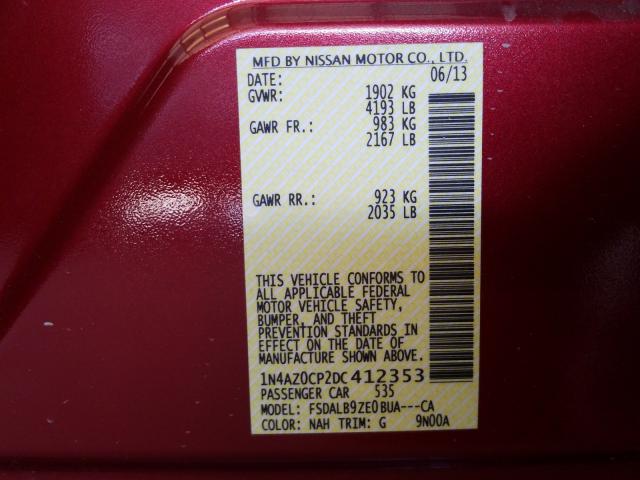 MFD BY NISSAN MOTOR CO., LTD.
DATE: 06/13
GVWR: 1902 KG
4193 LB
GAWR FR.: 983 KG
2167 LB
GAWR RR.: 923 KG
2035 LB
THIS VEHICLE CONFORMS TO
ALL APPLICABLE FEDERAL
MOTOR VEHICLE SAFETY,
BUMPER, AND THEFT
PREVENTION STANDARDS IN
EFFECT ON THE DATE OF
MANUFACTURE SHOWN ABOVE.
1N4AZ0CP2DC412353
PASSENGER CAR 535
MODEL: FSDALB9ZE0BUA---CA
COLOR: NAH TRIM: G 9N00A